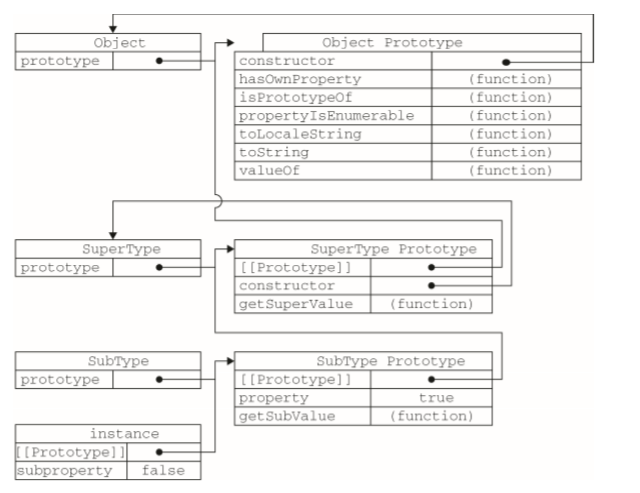 Object
prototype
Object Prototype
constructor
hasOwnProperty (function)
isPrototypeOf (function)
propertyIsEnumerable (function)
toLocaleString (function)
toString (function)
valueOf (function)
SuperType
prototype
SuperType Prototype
[[Prototype]]
constructor
getSuperValue (function)
SubType
prototype
SubType Prototype
[[Prototype]]
property true
getSubValue (function)
instance
[[Prototype]]
subproperty false